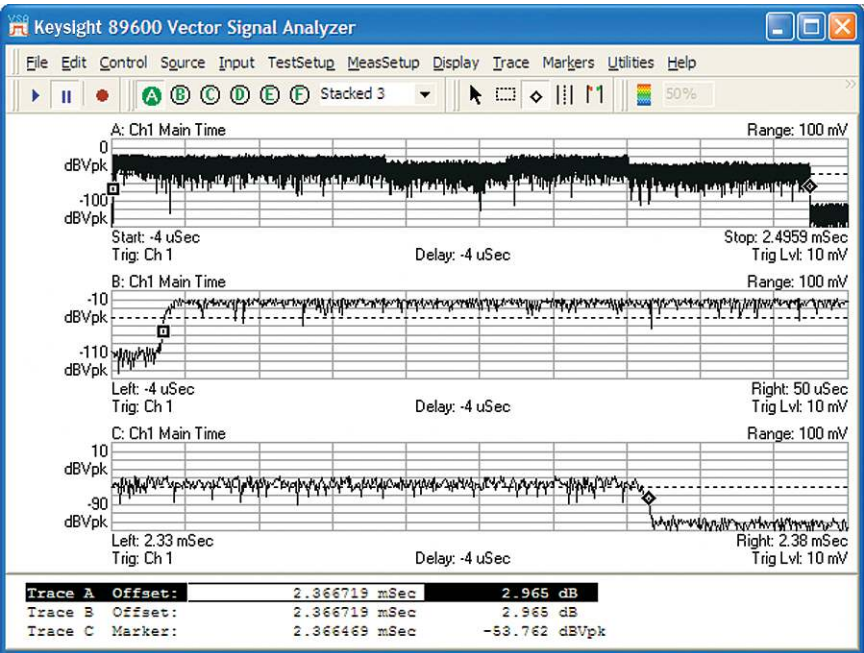 VSA Keysight 89600 Vector Signal Analyzer
File Edit Control Source Input TestSetup MeasSetup Display Trace Markers Utilities Help
A B C D E F Stacked 3 50%
A: Ch1 Main Time Range: 100 mV
0
dBVpk
-100
dBVpk
Start: -4 uSec Stop: 2.4959 mSec
Trig: Ch 1 Delay: -4 uSec Trig Lvl: 10 mV
B: Ch1 Main Time Range: 100 mV
-10
dBVpk
-110
dBVpk
Left: -4 uSec Right: 50 uSec
Trig: Ch 1 Delay: -4 uSec Trig Lvl: 10 mV
C: Ch1 Main Time Range: 100 mV
10
dBVpk
-90
dBVpk
Left: 2.33 mSec Right: 2.38 mSec
Trig: Ch 1 Delay: -4 uSec Trig Lvl: 10 mV
Trace A Offset: 2.366719 mSec 2.965 dB
Trace B Offset: 2.366719 mSec 2.965 dB
Trace C Marker: 2.366469 mSec -53.762 dBVpk